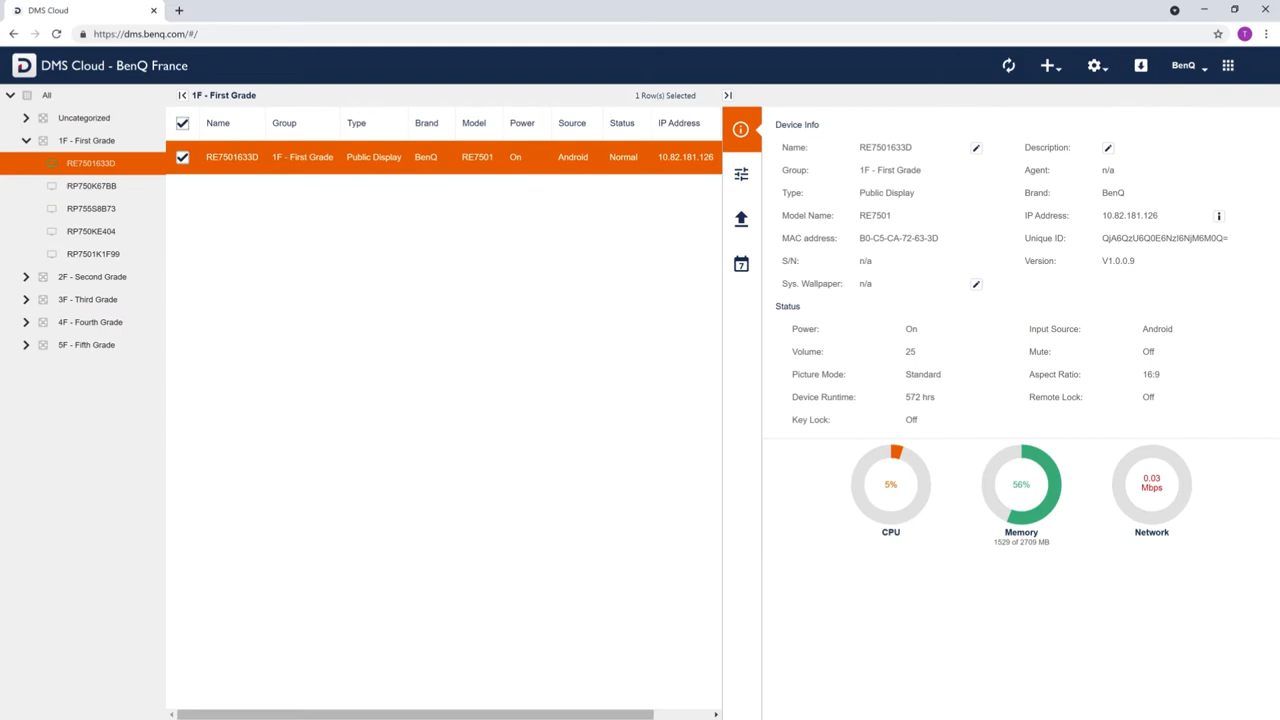 DMS Cloud
https://dms.benq.com/#/
T
DMS Cloud - BenQ France
BenQ
All
Uncategorized
1F - First Grade
RE7501633D
RP750K67BB
RP755S8B73
RP750KE404
RP7501K1F99
2F - Second Grade
3F - Third Grade
4F - Fourth Grade
5F - Fifth Grade
1F - First Grade
1 Row(s) Selected
Name Group Type Brand Model Power Source Status IP Address
RE7501633D 1F - First Grade Public Display BenQ RE7501 On Android Normal 10.82.181.126
7
Device Info
Name: RE7501633D Description:
Group: 1F - First Grade Agent: n/a
Type: Public Display Brand: BenQ
Model Name: RE7501 IP Address: 10.82.181.126
MAC address: B0-C5-CA-72-63-3D Unique ID: QjA6QzU6Q0E6NzI6NjM6M0Q=
S/N: n/a Version: V1.0.0.9
Sys. Wallpaper: n/a
Status
Power: On Input Source: Android
Volume: 25 Mute: Off
Picture Mode: Standard Aspect Ratio: 16:9
Device Runtime: 572 hrs Remote Lock: Off
Key Lock: Off
5%
56%
0.03
Mbps
CPU
Memory
1529 of 2709 MB
Network